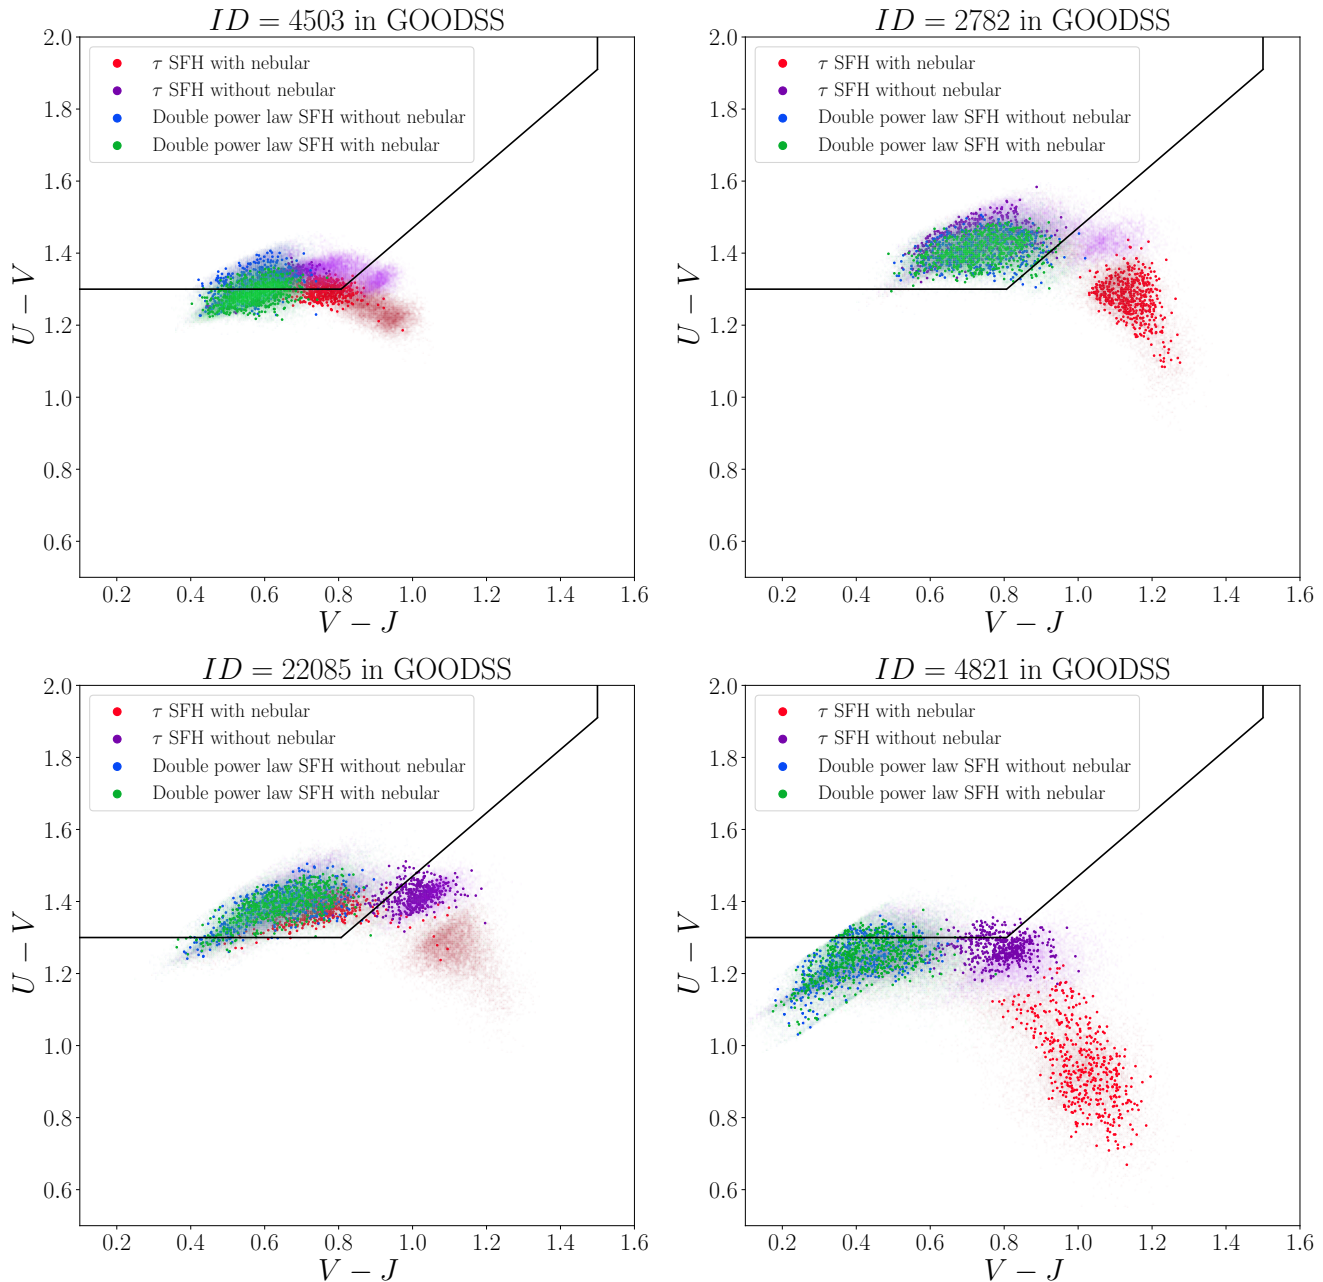 ID = 4503 in GOODSS
2.0
1.8
1.6
1.4
1.2
1.0
0.8
0.6
U − V
τ SFH with nebular
τ SFH without nebular
Double power law SFH without nebular
Double power law SFH with nebular
0.2 0.4 0.6 0.8 1.0 1.2 1.4 1.6
V − J
ID = 2782 in GOODSS
2.0
1.8
1.6
1.4
1.2
1.0
0.8
0.6
U − V
τ SFH with nebular
τ SFH without nebular
Double power law SFH without nebular
Double power law SFH with nebular
0.2 0.4 0.6 0.8 1.0 1.2 1.4 1.6
V − J
ID = 22085 in GOODSS
2.0
1.8
1.6
1.4
1.2
1.0
0.8
0.6
U − V
τ SFH with nebular
τ SFH without nebular
Double power law SFH without nebular
Double power law SFH with nebular
0.2 0.4 0.6 0.8 1.0 1.2 1.4 1.6
V − J
ID = 4821 in GOODSS
2.0
1.8
1.6
1.4
1.2
1.0
0.8
0.6
U − V
τ SFH with nebular
τ SFH without nebular
Double power law SFH without nebular
Double power law SFH with nebular
0.2 0.4 0.6 0.8 1.0 1.2 1.4 1.6
V − J